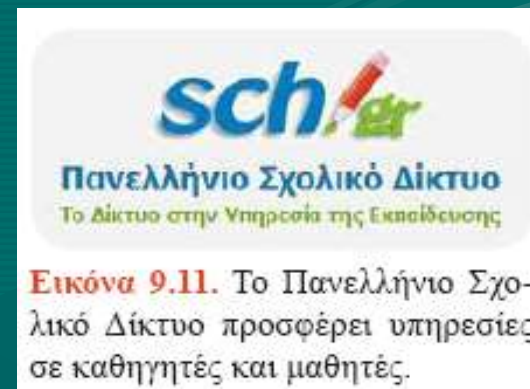 sch.gr
Πανελλήνιο Σχολικό Δίκτυο
Το Δίκτυο στην Υπηρεσία της Εκπαίδευσης
Εικόνα 9.11. Το Πανελλήνιο Σχο-
λικό Δίκτυο προσφέρει υπηρεσίες
σε καθηγητές και μαθητές.